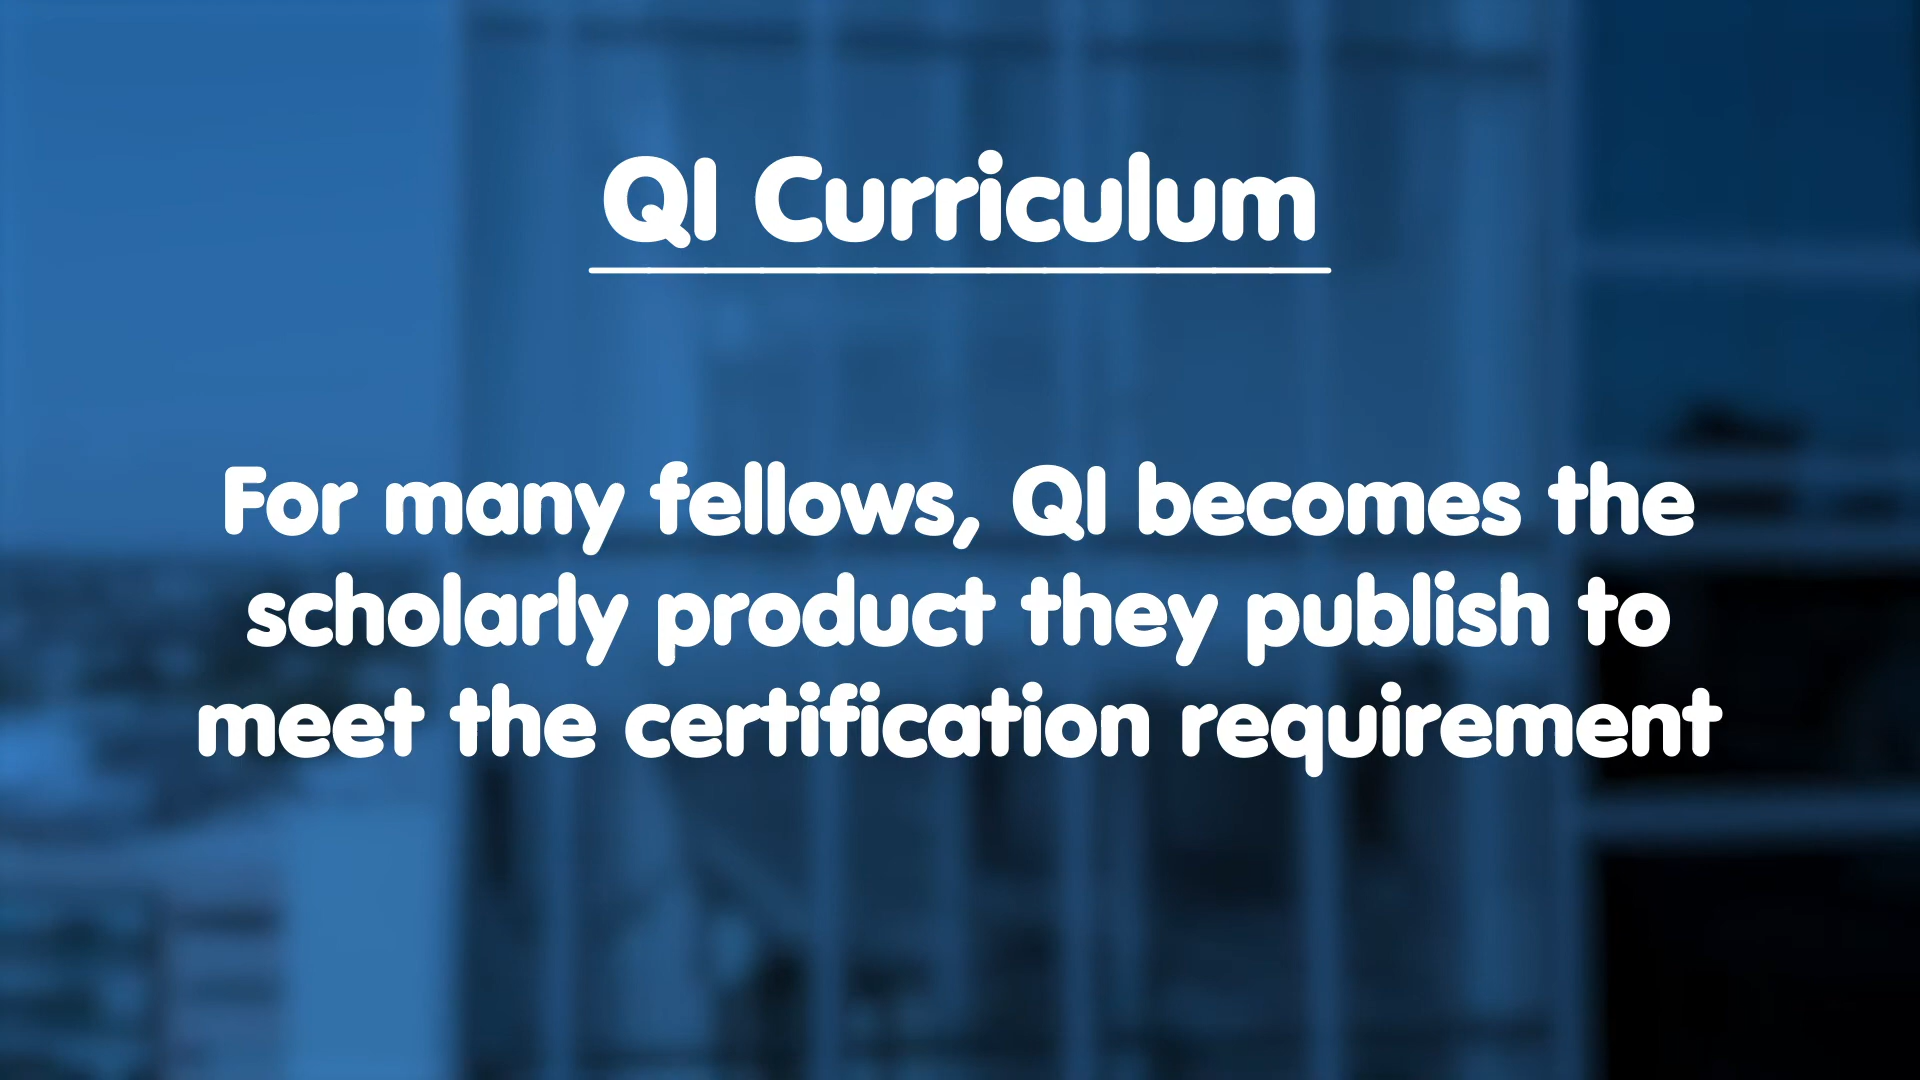 QI Curriculum
For many fellows, QI becomes the
scholarly product they publish to
meet the certification requirement